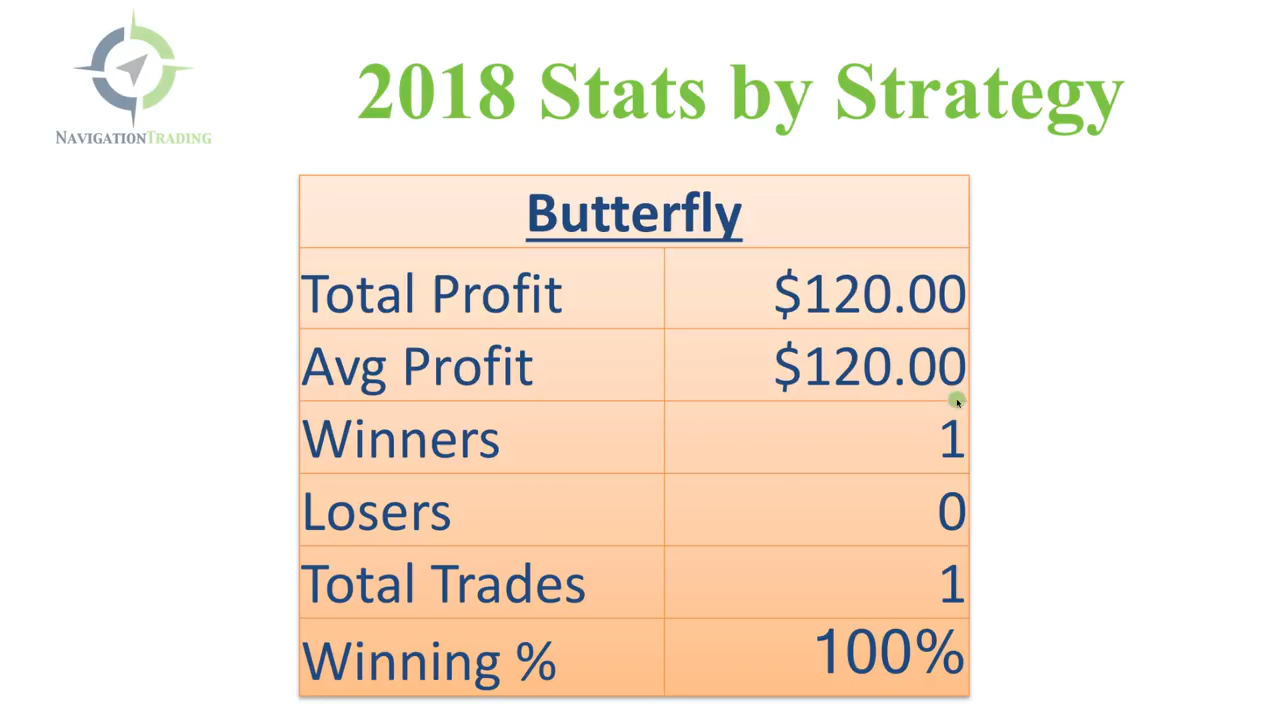 NAVIGATIONTRADING
2018 Stats by Strategy
Butterfly
Total Profit $120.00
Avg Profit $120.00
Winners 1
Losers 0
Total Trades 1
Winning % 100%